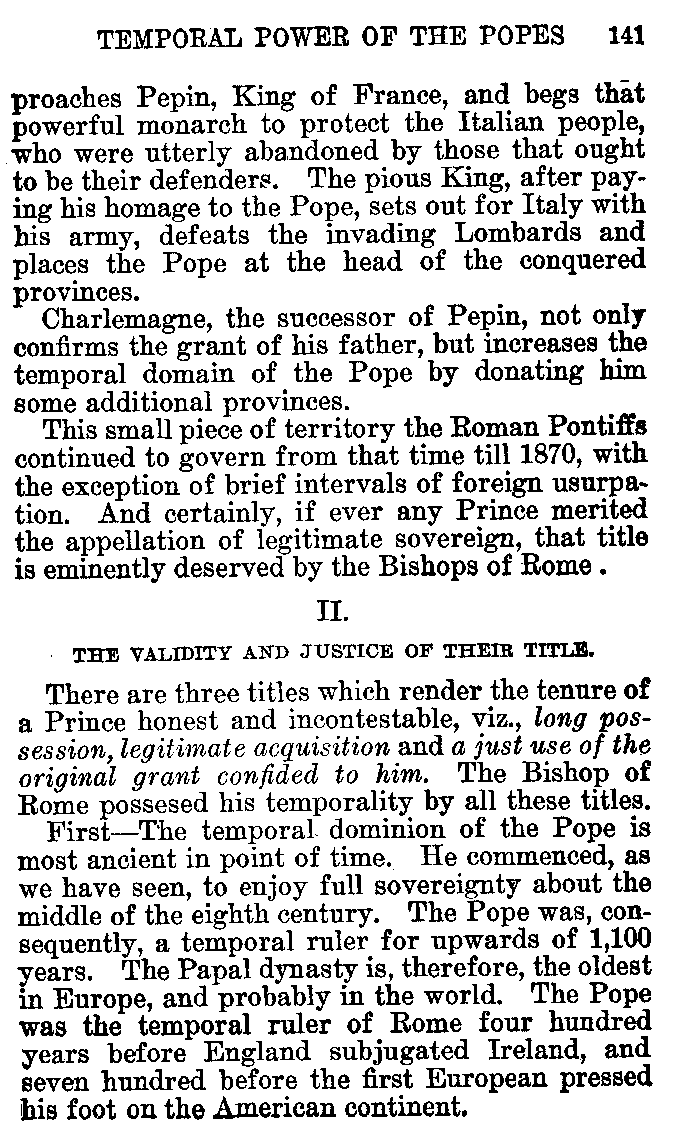 TEMPORAL POWER OF THE POPES 141
proaches Pepin, King of France, and begs that
powerful monarch to protect the Italian people,
who were utterly abandoned by those that ought
to be their defenders. The pious King, after pay-
ing his homage to the Pope, sets out for Italy with
his army, defeats the invading Lombards and
places the Pope at the head of the conquered
provinces.
Charlemagne, the successor of Pepin, not only
confirms the grant of his father, but increases the
temporal domain of the Pope by donating him
some additional provinces.
This small piece of territory the Roman Pontiffs
continued to govern from that time till 1870, with
the exception of brief intervals of foreign usurpa-
tion. And certainly, if ever any Prince merited
the appellation of legitimate sovereign, that title
is eminently deserved by the Bishops of Rome.
II.
THE VALIDITY AND JUSTICE OF THEIR TITLE.
There are three titles which render the tenure of
a Prince honest and incontestable, viz., long pos-
session, legitimate acquisition and a just use of the
original grant confided to him. The Bishop of
Rome possesed his temporality by all these titles.
First—The temporal dominion of the Pope is
most ancient in point of time. He commenced, as
we have seen, to enjoy full sovereignty about the
middle of the eighth century. The Pope was, con-
sequently, a temporal ruler for upwards of 1,100
years. The Papal dynasty is, therefore, the oldest
in Europe, and probably in the world. The Pope
was the temporal ruler of Rome four hundred
years before England subjugated Ireland, and
seven hundred before the first European pressed
his foot on the American continent.